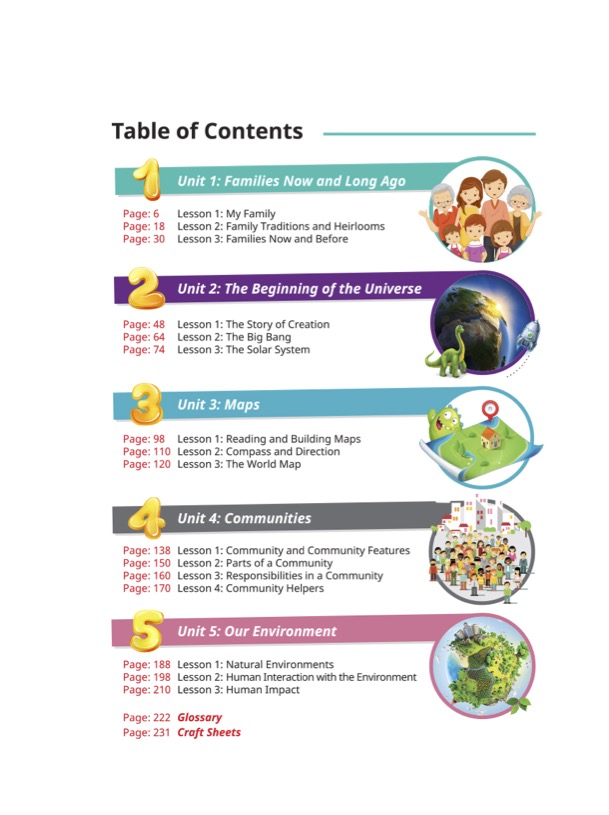 Table of Contents
1 Unit 1: Families Now and Long Ago
Page: 6 Lesson 1: My Family
Page: 18 Lesson 2: Family Traditions and Heirlooms
Page: 30 Lesson 3: Families Now and Before
2 Unit 2: The Beginning of the Universe
Page: 48 Lesson 1: The Story of Creation
Page: 64 Lesson 2: The Big Bang
Page: 74 Lesson 3: The Solar System
3 Unit 3: Maps
Page: 98 Lesson 1: Reading and Building Maps
Page: 110 Lesson 2: Compass and Direction
Page: 120 Lesson 3: The World Map
4 Unit 4: Communities
Page: 138 Lesson 1: Community and Community Features
Page: 150 Lesson 2: Parts of a Community
Page: 160 Lesson 3: Responsibilities in a Community
Page: 170 Lesson 4: Community Helpers
5 Unit 5: Our Environment
Page: 188 Lesson 1: Natural Environments
Page: 198 Lesson 2: Human Interaction with the Environment
Page: 210 Lesson 3: Human Impact
Page: 222 Glossary
Page: 231 Craft Sheets